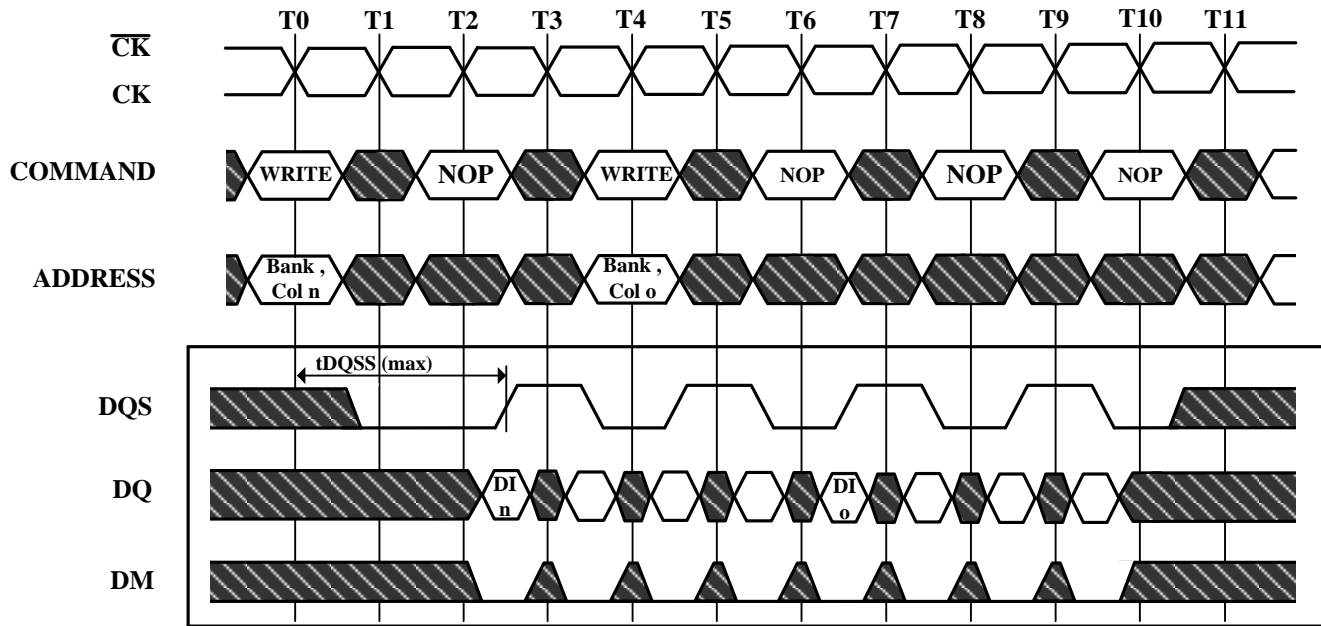 T0 T1 T2 T3 T4 T5 T6 T7 T8 T9 T10 T11
CK
CK
COMMAND WRITE NOP WRITE NOP NOP NOP
ADDRESS Bank , Col n Bank , Col o
tDQSS (max)
DQS
DQ DI n DI o
DM